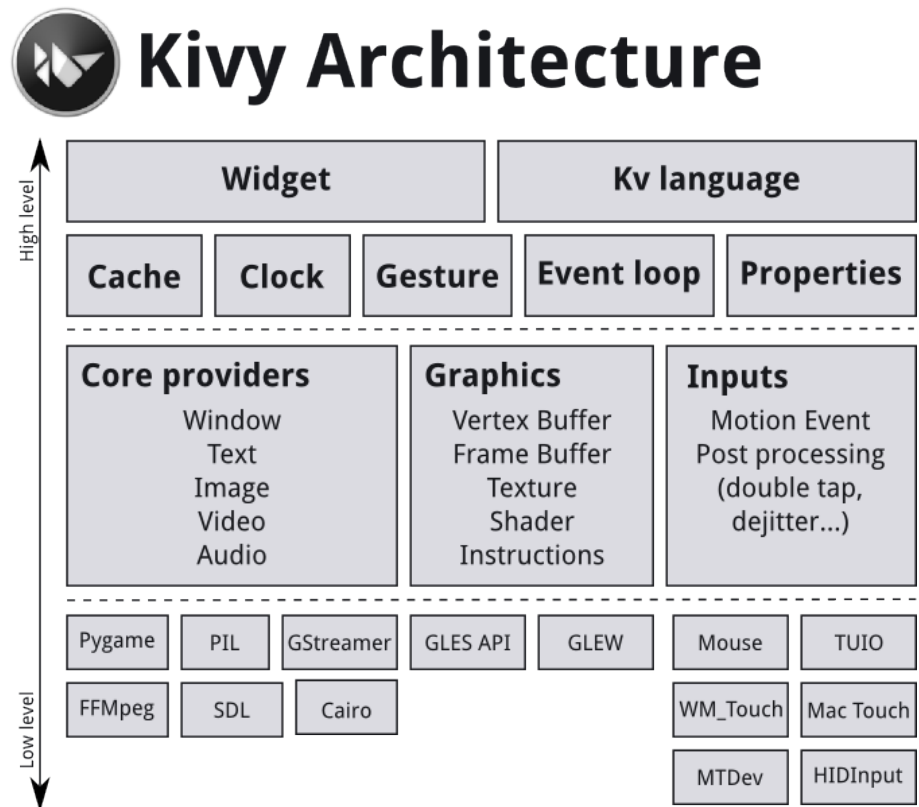 Kivy Architecture
High level
Widget
Kv language
Cache
Clock
Gesture
Event loop
Properties
Core providers
Window
Text
Image
Video
Audio
Graphics
Vertex Buffer
Frame Buffer
Texture
Shader
Instructions
Inputs
Motion Event
Post processing
(double tap,
dejitter...)
Low level
Pygame
PIL
GStreamer
GLES API
GLEW
Mouse
TUIO
FFMpeg
SDL
Cairo
WM_Touch
Mac Touch
MTDev
HIDInput